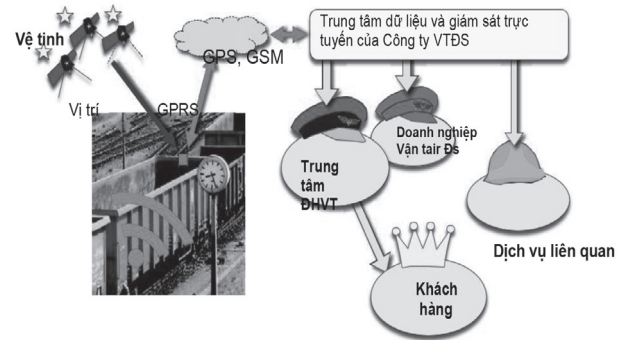 Vệ tinh
Vị trí
GPS, GSM
GPRS
Trung tâm dữ liệu và giám sát trực
tuyến của Công ty VTĐS
Trung
tâm
ĐHVT
Doanh nghiệp
Vận tair Đs
Dịch vụ liên quan
Khách
hàng